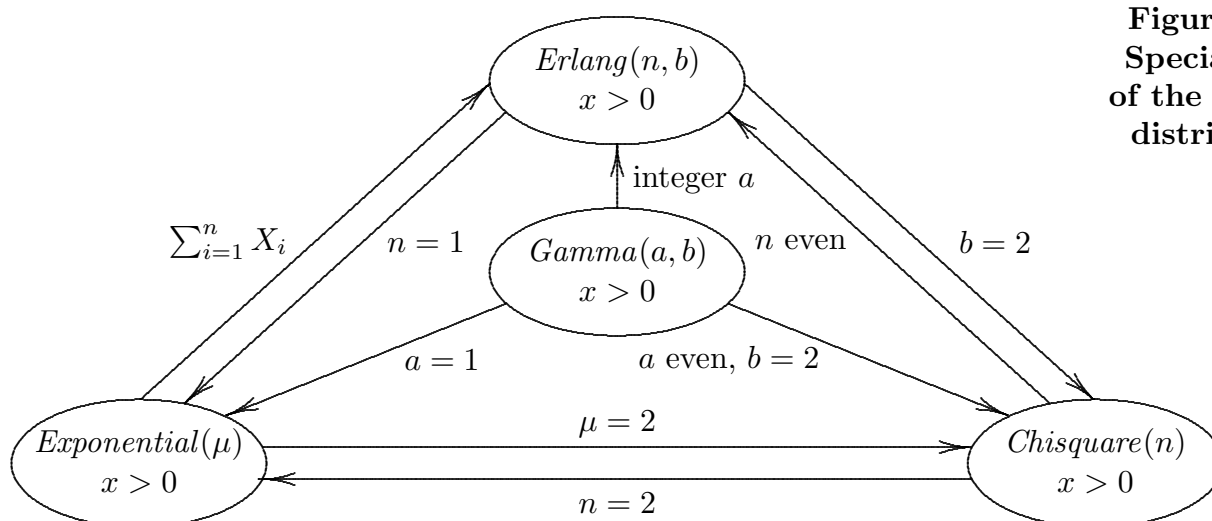 Figur
Specia
of the
distri
Erlang(n, b)
x > 0
integer a
∑ⁿᵢ₌₁ Xᵢ
n = 1
Gamma(a, b)
x > 0
n even
b = 2
a = 1
a even, b = 2
Exponential(μ)
x > 0
μ = 2
n = 2
Chisquare(n)
x > 0